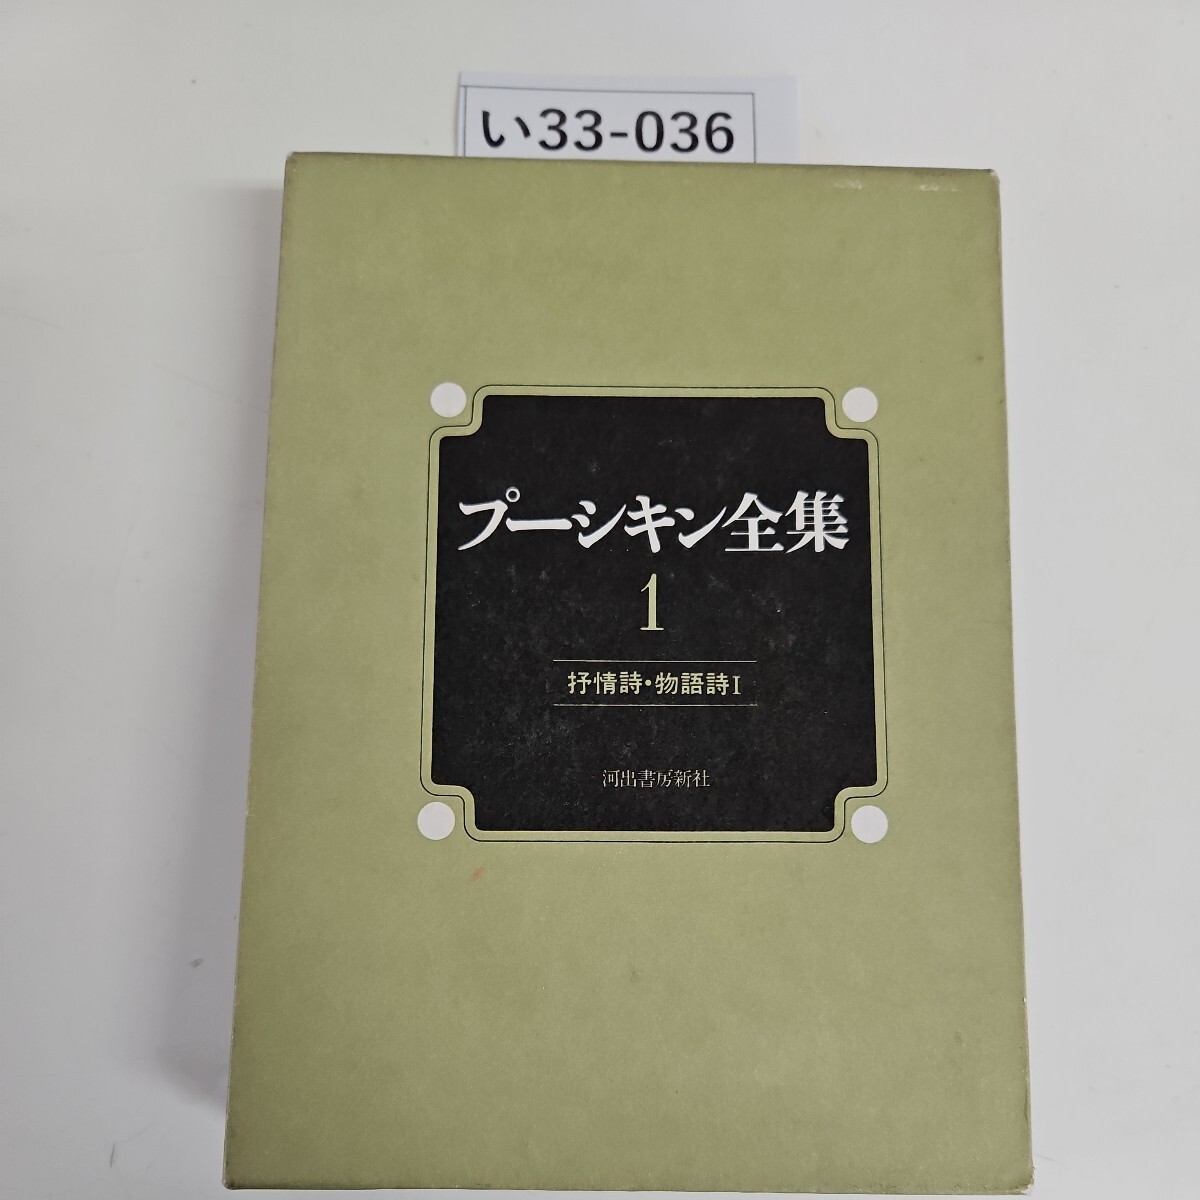 い33-036
プーシキン全集
1
抒情詩・物語詩I
河出書房新社